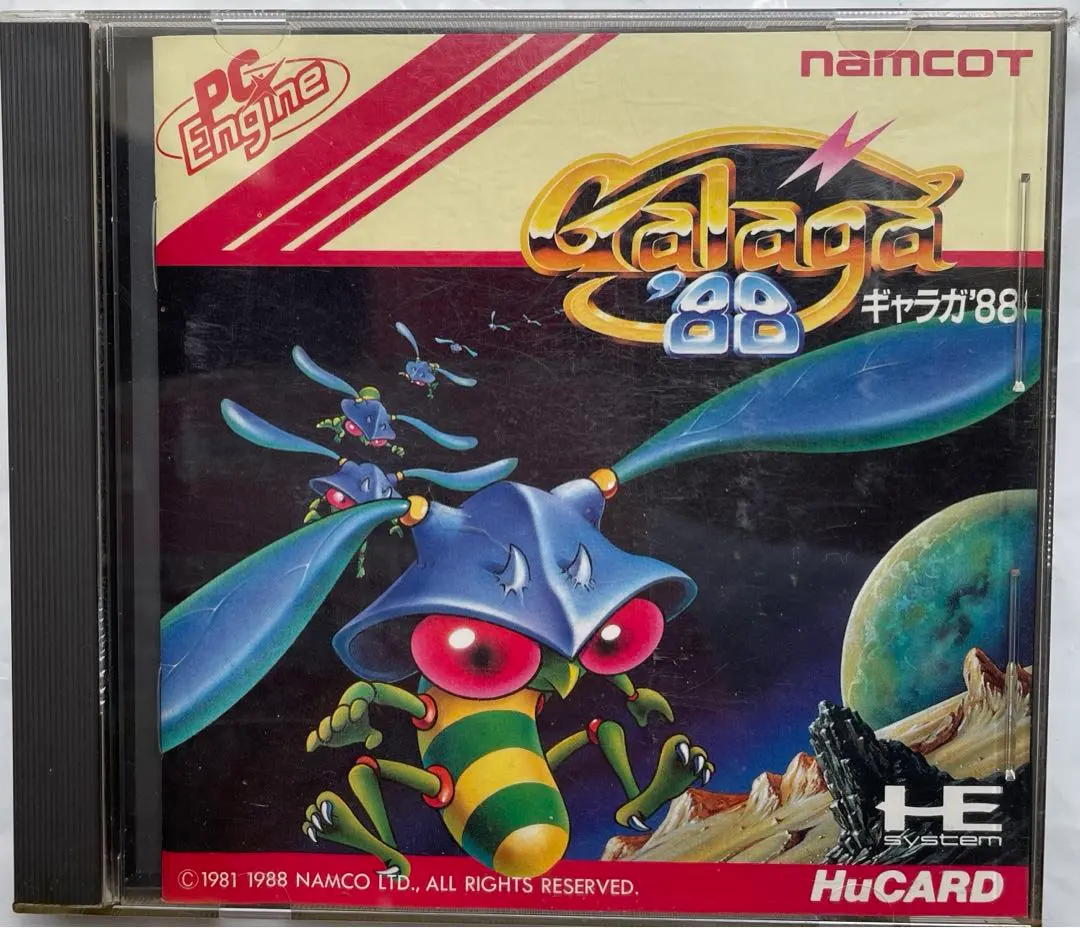 PC Engine
namcoT
Galaga
'88
ギャラガ'88
HE
system
©1981 1988 NAMCO LTD., ALL RIGHTS RESERVED.
HuCARD